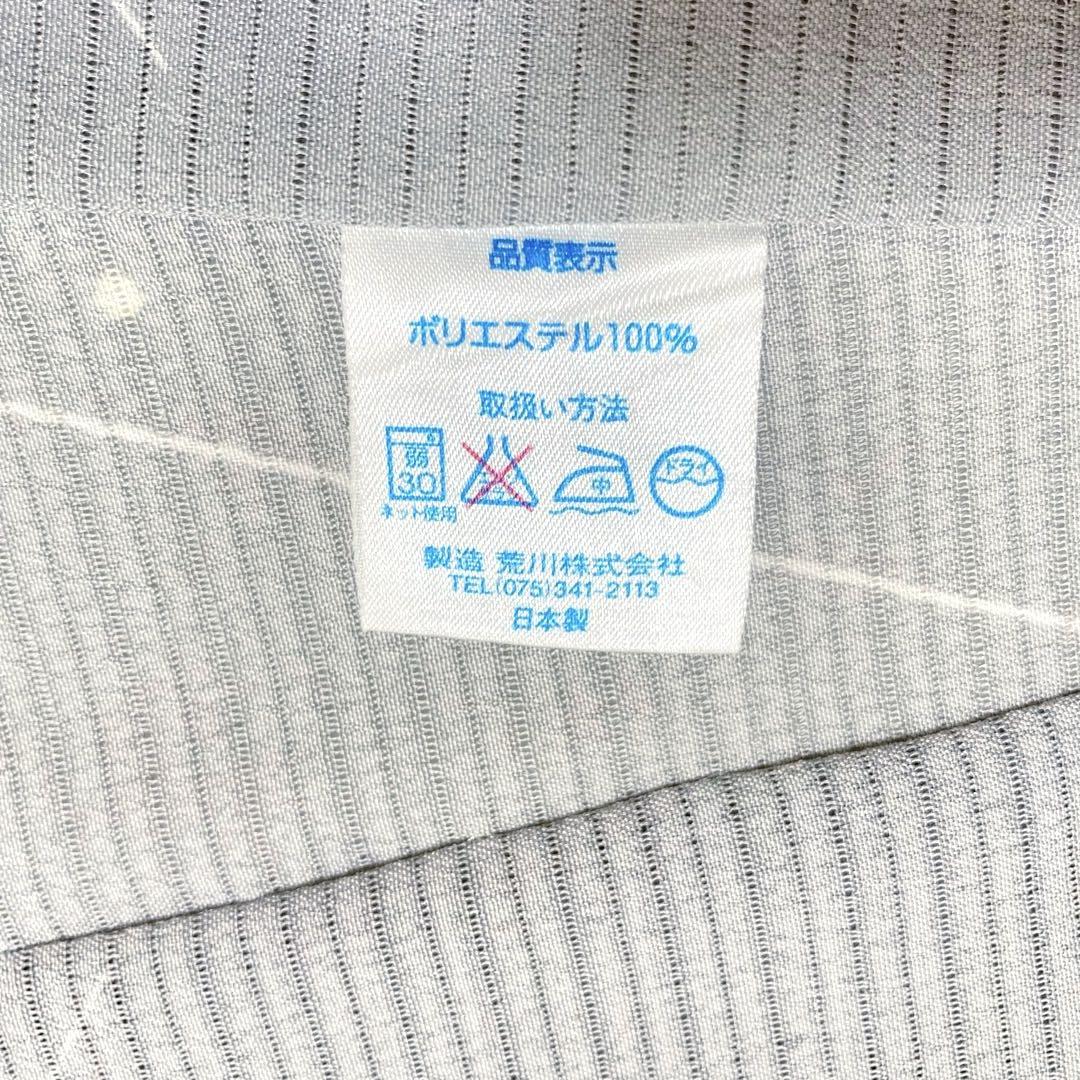 品質表示
ポリエステル100%
取扱い方法
弱
30
中
ドライ
ネット使用
製造 荒川株式会社
TEL(075)341-2113
日本製